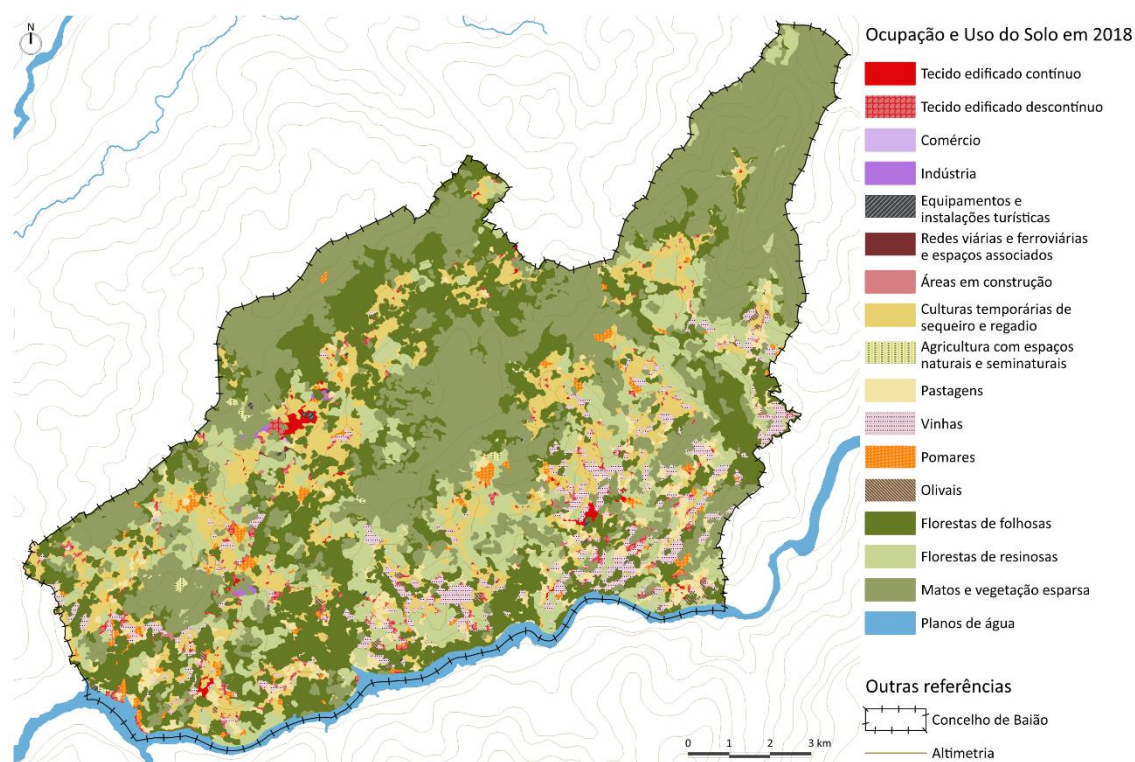 N
Ocupação e Uso do Solo em 2018
Tecido edificado contínuo
Tecido edificado descontínuo
Comércio
Indústria
Equipamentos e
instalações turísticas
Redes viárias e ferroviárias
e espaços associados
Áreas em construção
Culturas temporárias de
sequeiro e regadio
Agricultura com espaços
naturais e seminaturais
Pastagens
Vinhas
Pomares
Olivais
Florestas de folhosas
Florestas de resinosas
Matos e vegetação esparsa
Planos de água
Outras referências
Concelho de Baião
Altimetria
0 1 2 3 km